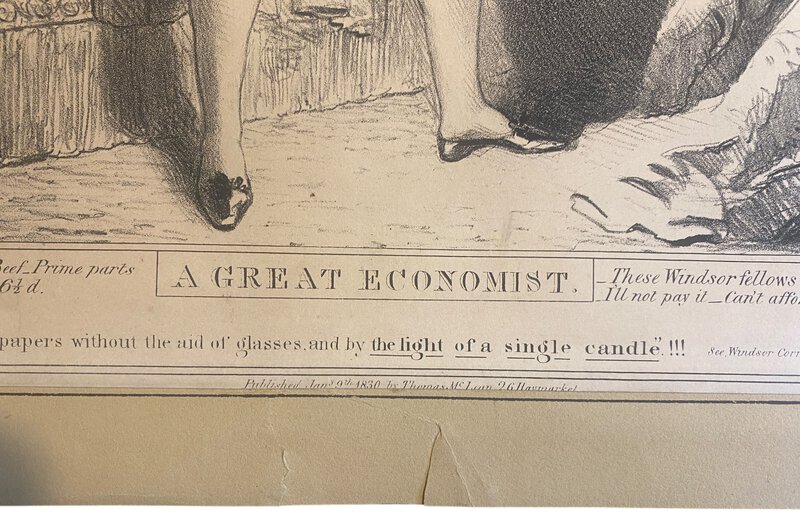 Beef_Prime parts
6½ d.
A GREAT ECONOMIST.
_These Windsor fellows
_I'll not pay it_Can't
papers without the aid of glasses, and by the light of a single candle". !!!
See, Windsor
Published Jany. 9th. 1830 by Thomas McLean 26 Haymarket